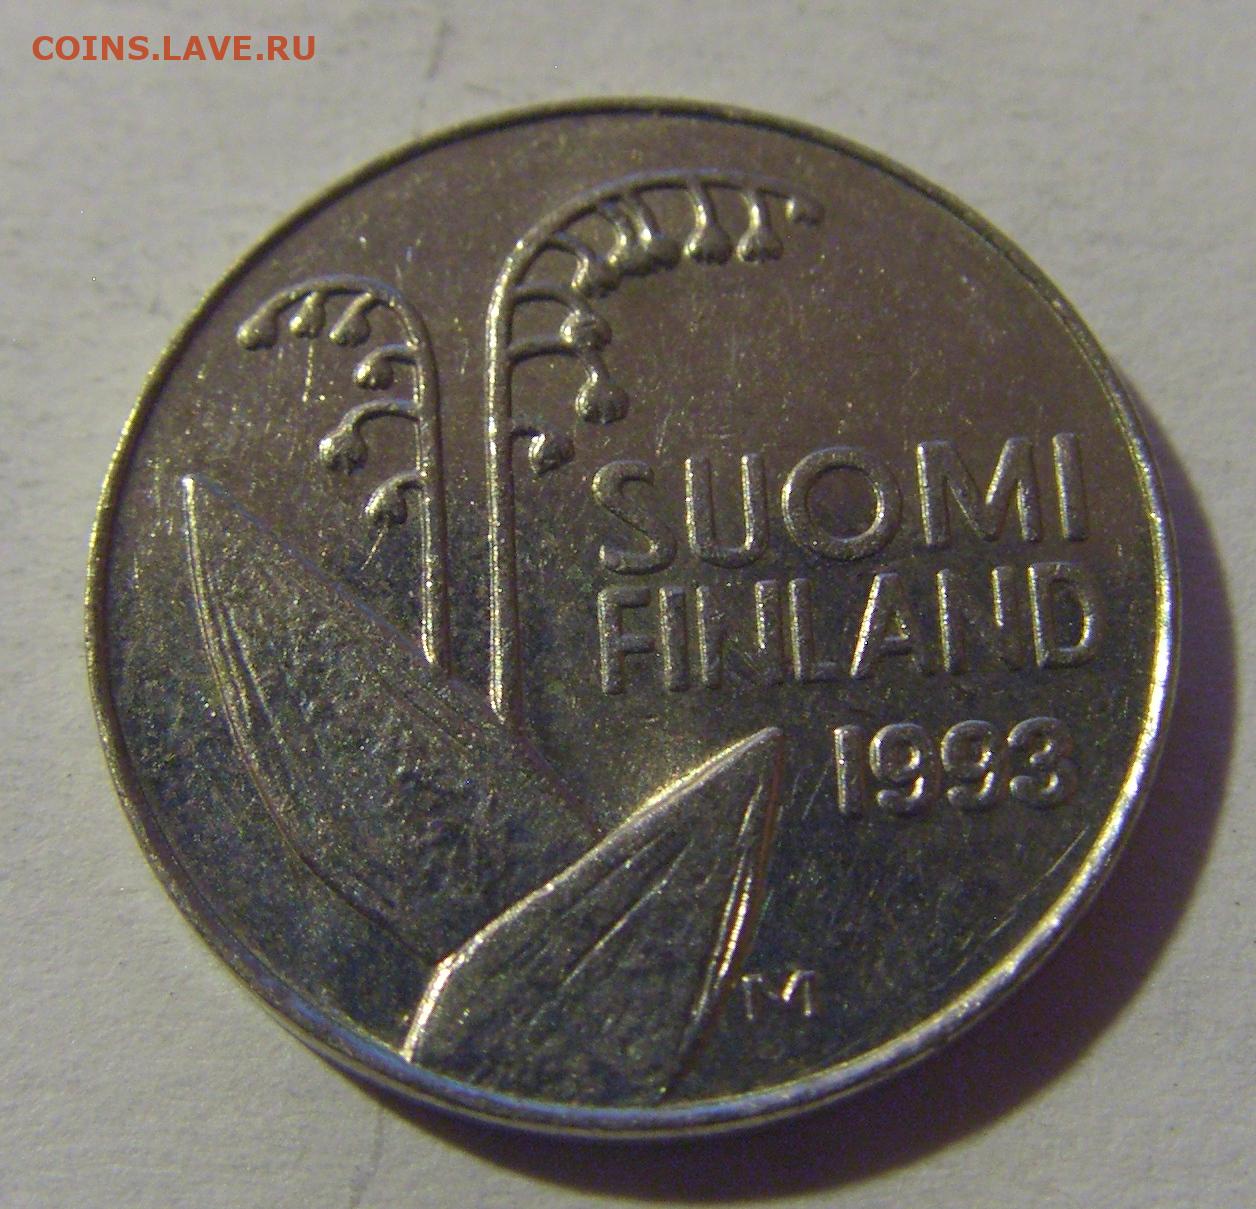 COINS.LAVE.RU
SUOMI
FINLAND
1993
M